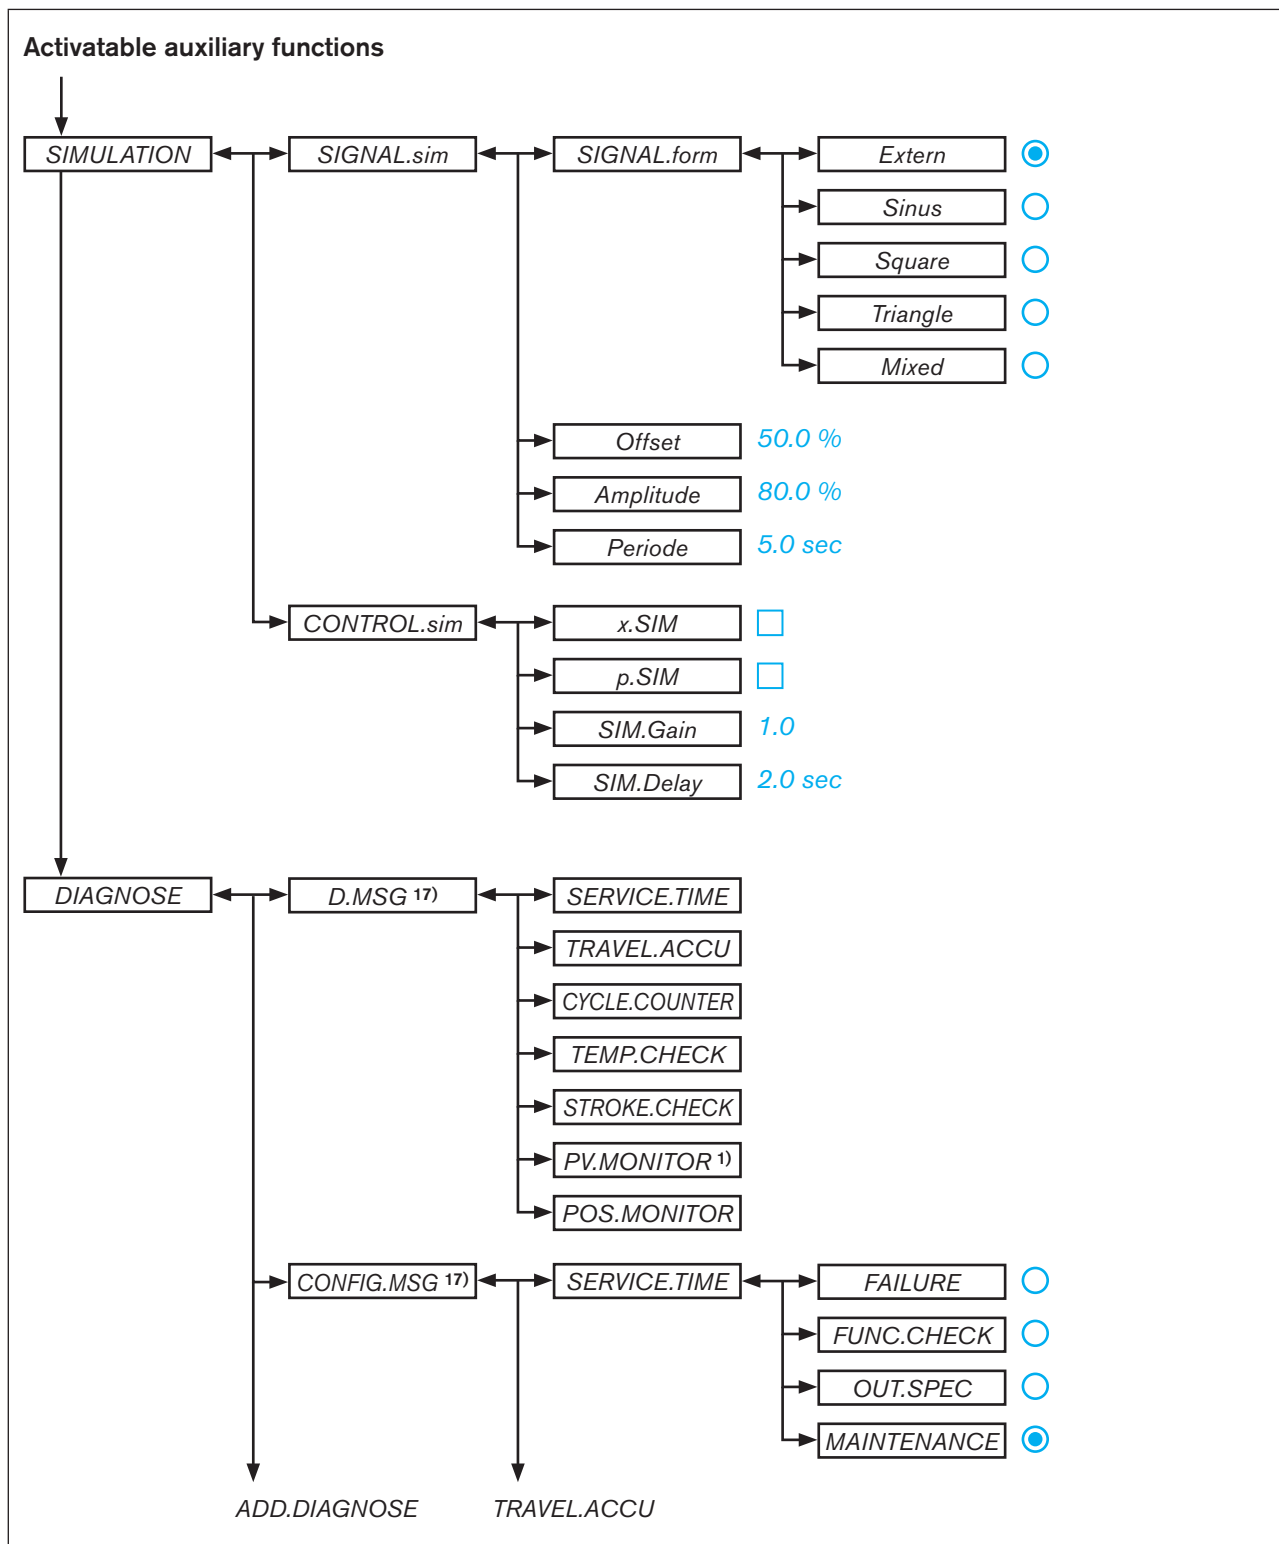 Activatable auxiliary functions
SIMULATION SIGNAL.sim SIGNAL.form Extern
Sinus
Square
Triangle
Mixed
Offset 50.0 %
Amplitude 80.0 %
Periode 5.0 sec
CONTROL.sim x.SIM
p.SIM
SIM.Gain 1.0
SIM.Delay 2.0 sec
DIAGNOSE D.MSG 17) SERVICE.TIME
TRAVEL.ACCU
CYCLE.COUNTER
TEMP.CHECK
STROKE.CHECK
PV.MONITOR 1)
POS.MONITOR
CONFIG.MSG 17) SERVICE.TIME FAILURE
FUNC.CHECK
OUT.SPEC
MAINTENANCE
ADD.DIAGNOSE TRAVEL.ACCU